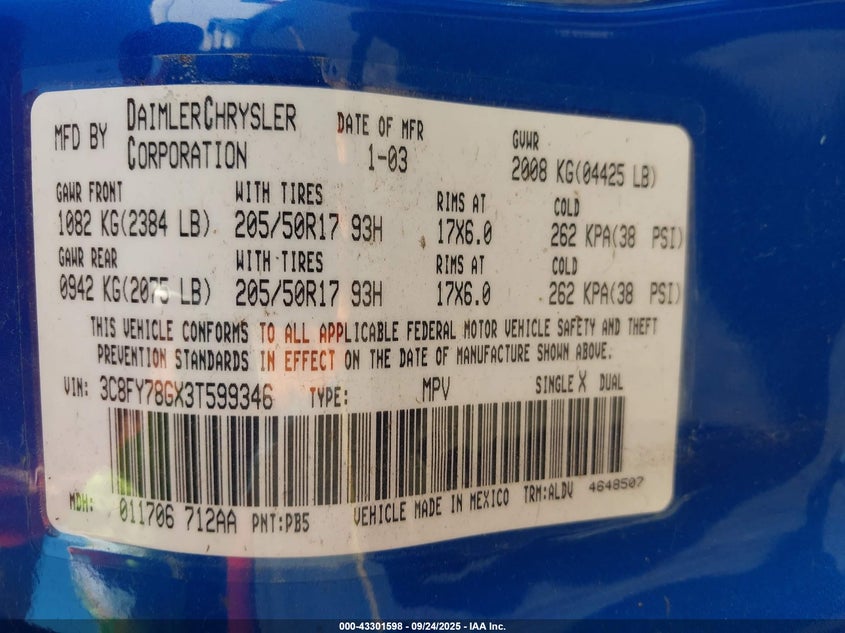 MFD BY DAIMLERCHRYSLER CORPORATION DATE OF MFR 1-03 GVWR 2008 KG(04425 LB)
GAWR FRONT WITH TIRES RIMS AT COLD
1082 KG(2384 LB) 205/50R17 93H 17X6.0 262 KPA(38 PSI)
GAWR REAR WITH TIRES RIMS AT COLD
0942 KG(2075 LB) 205/50R17 93H 17X6.0 262 KPA(38 PSI)
THIS VEHICLE CONFORMS TO ALL APPLICABLE FEDERAL MOTOR VEHICLE SAFETY AND THEFT
PREVENTION STANDARDS IN EFFECT ON THE DATE OF MANUFACTURE SHOWN ABOVE.
VIN: 3C8FY78GX3T599346 TYPE: MPV SINGLE X DUAL
MDH: 011706 712AA PNT:PB5 VEHICLE MADE IN MEXICO TRM:ALDV 4648507
000-43301598 - 09/24/2025 - IAA Inc.